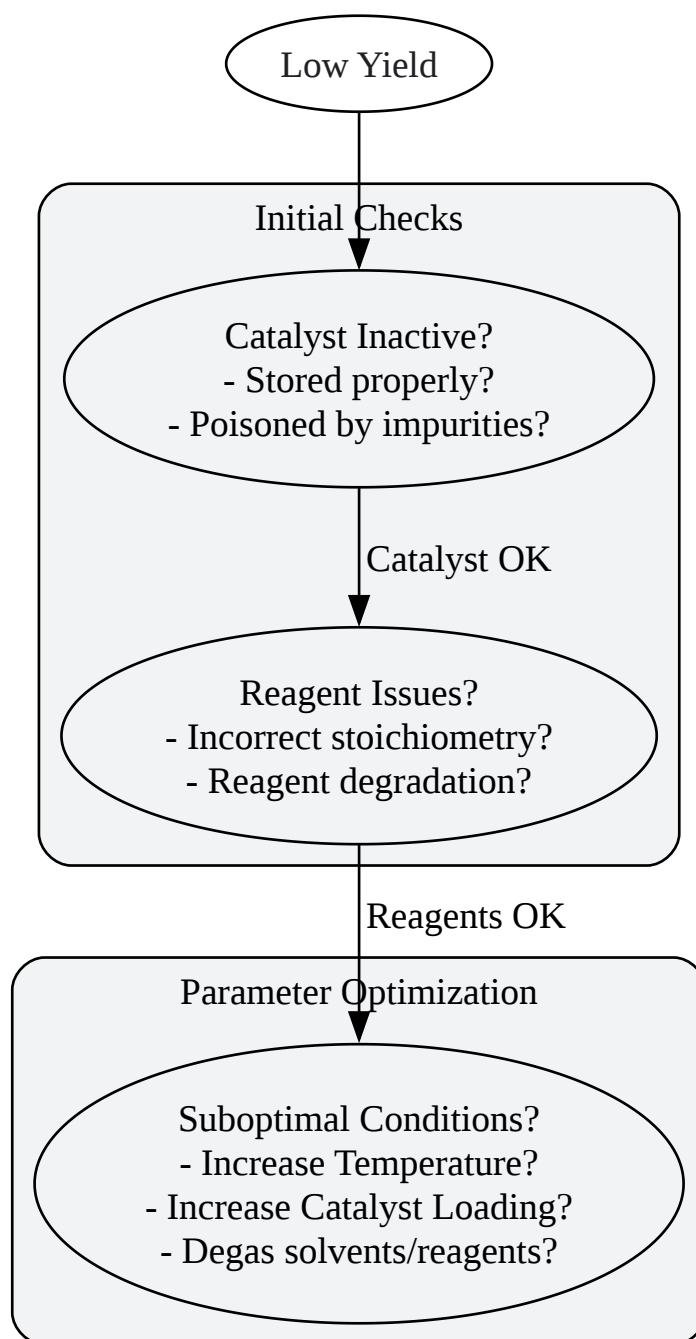 Low Yield
Initial Checks
Catalyst Inactive?
- Stored properly?
- Poisoned by impurities?
Catalyst OK
Reagent Issues?
- Incorrect stoichiometry?
- Reagent degradation?
Reagents OK
Parameter Optimization
Suboptimal Conditions?
- Increase Temperature?
- Increase Catalyst Loading?
- Degas solvents/reagents?